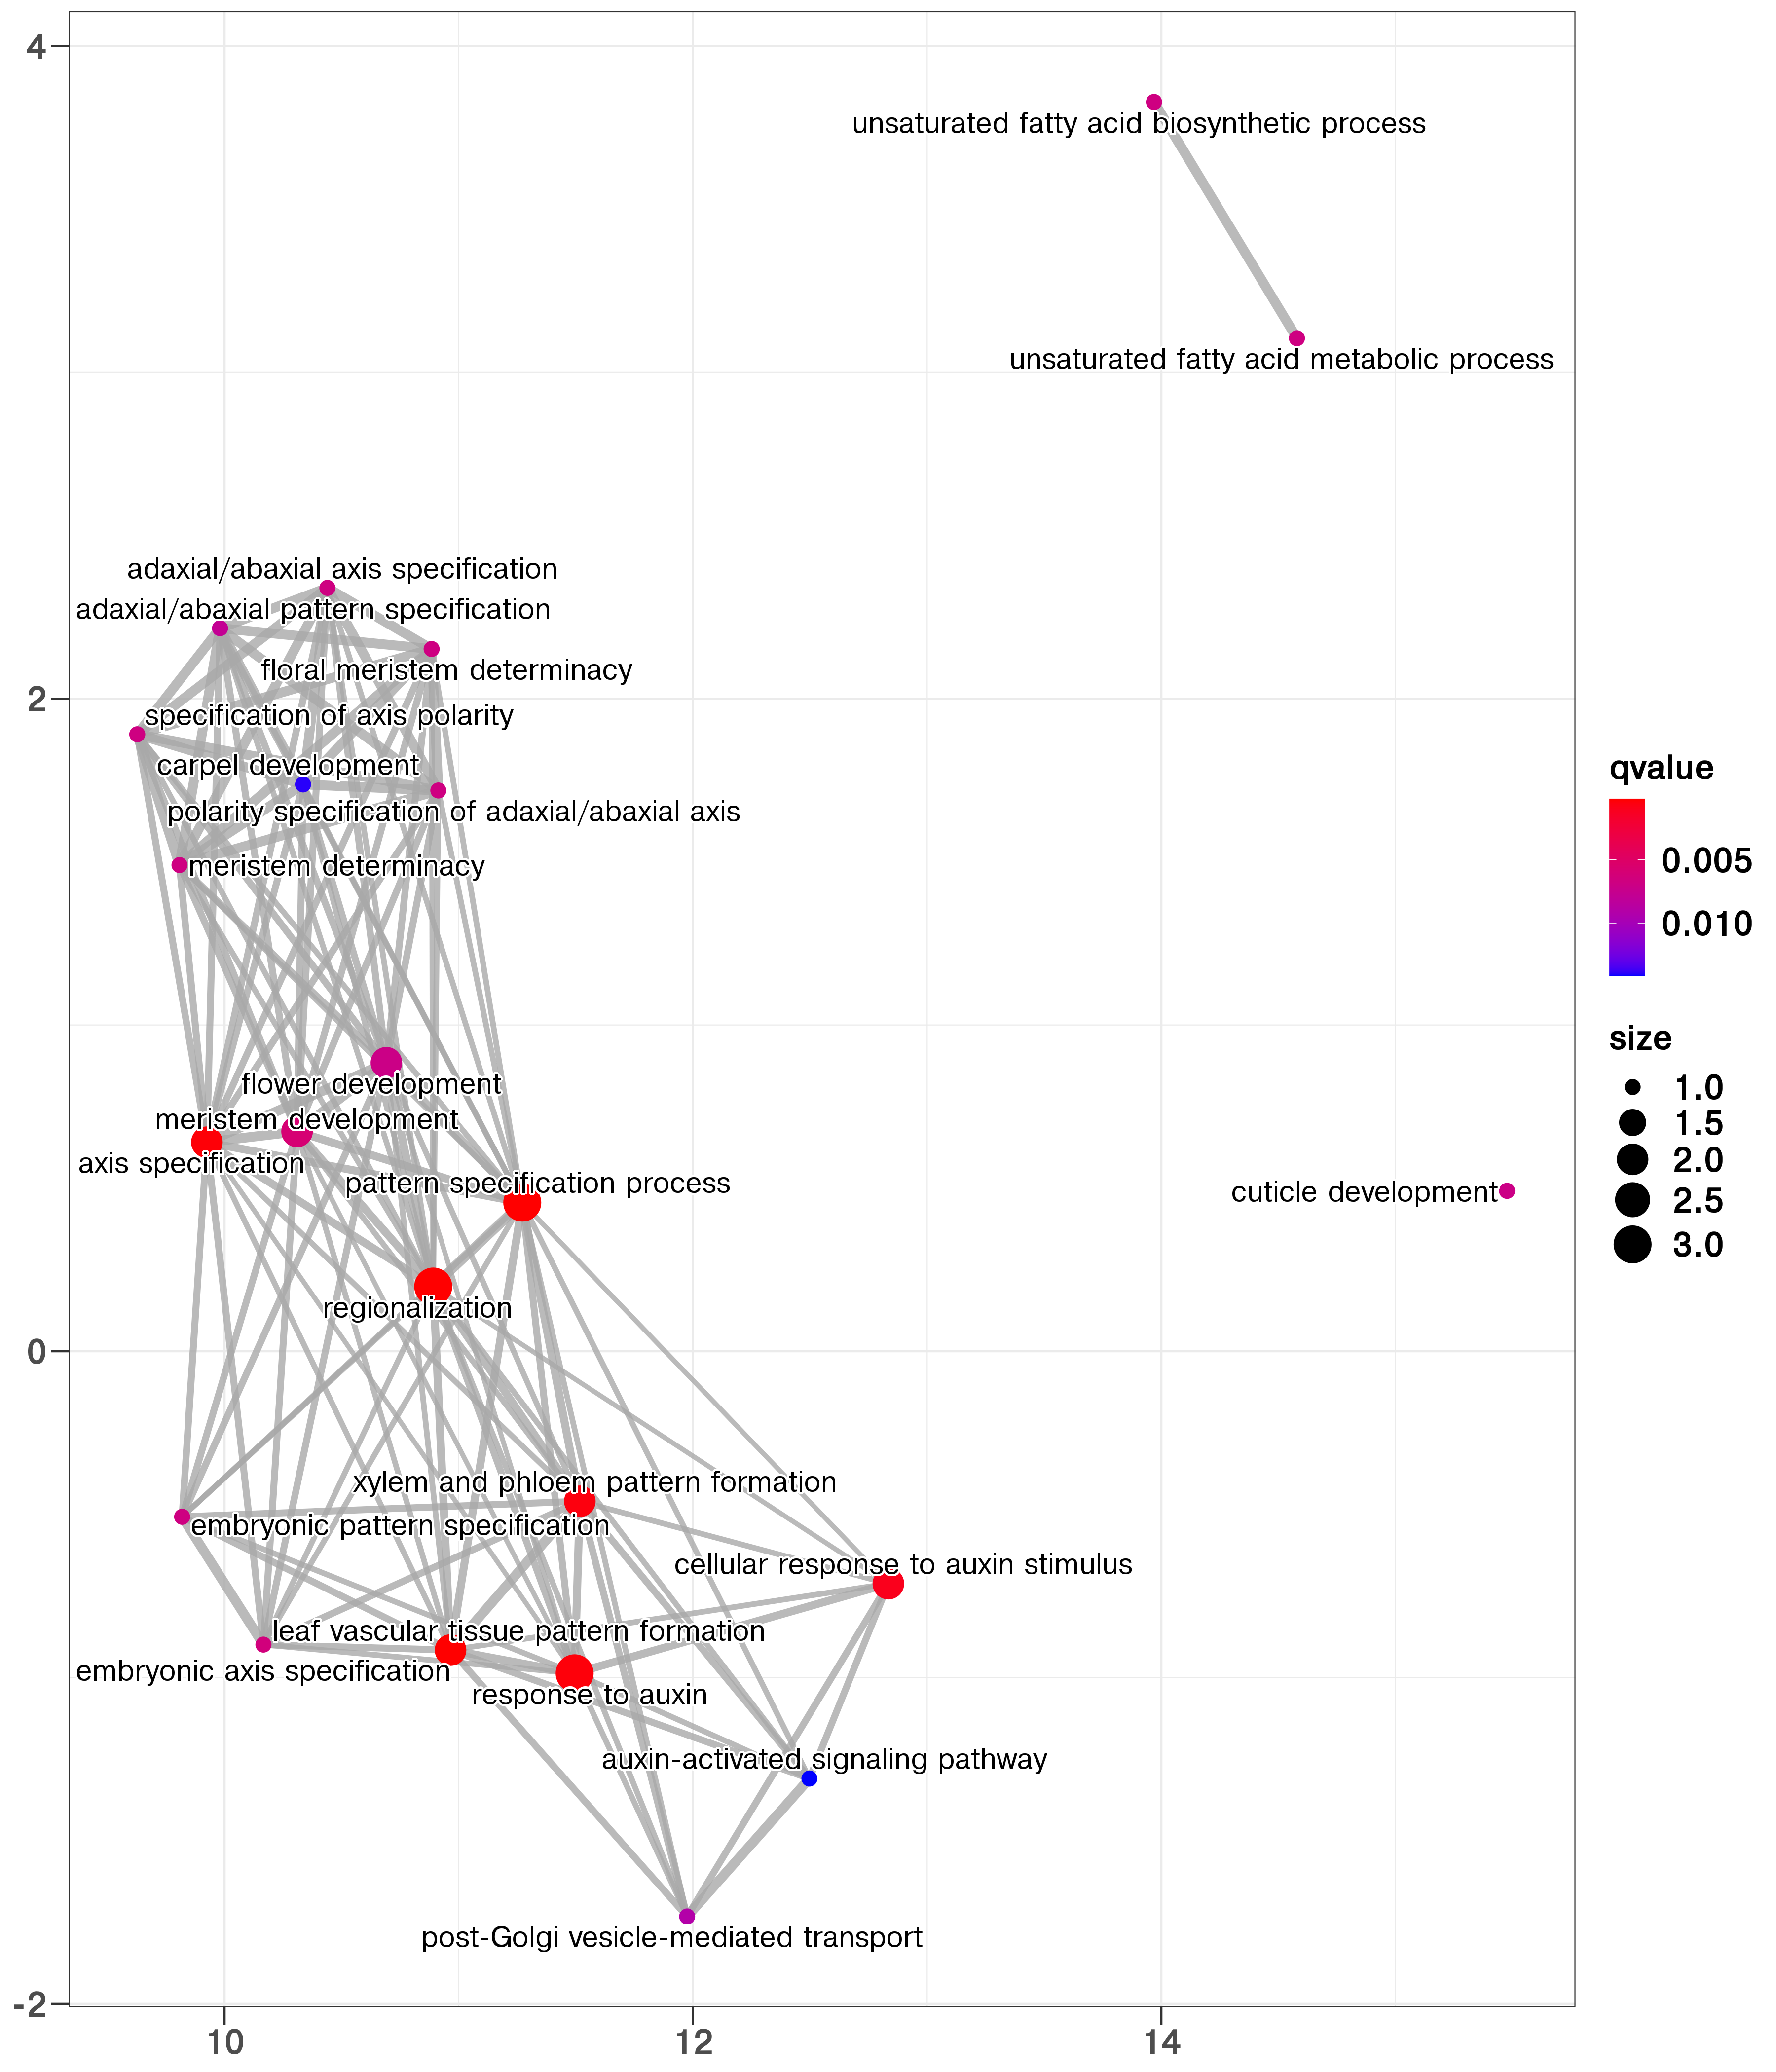 4
unsaturated fatty acid biosynthetic process
unsaturated fatty acid metabolic process
adaxial/abaxial axis specification
adaxial/abaxial pattern specification
floral meristem determinacy
2
specification of axis polarity
carpel development
qvalue
polarity specification of adaxial/abaxial axis
0.005
meristem determinacy
0.010
size
flower development
1.0
meristem development
1.5
axis specification
2.0
pattern specification process
cuticle development
2.5
3.0
regionalization
0
xylem and phloem pattern formation
embryonic pattern specification
cellular response to auxin stimulus
leaf vascular tissue pattern formation
embryonic axis specification
response to auxin
auxin-activated signaling pathway
post-Golgi vesicle-mediated transport
-2
10 12 14